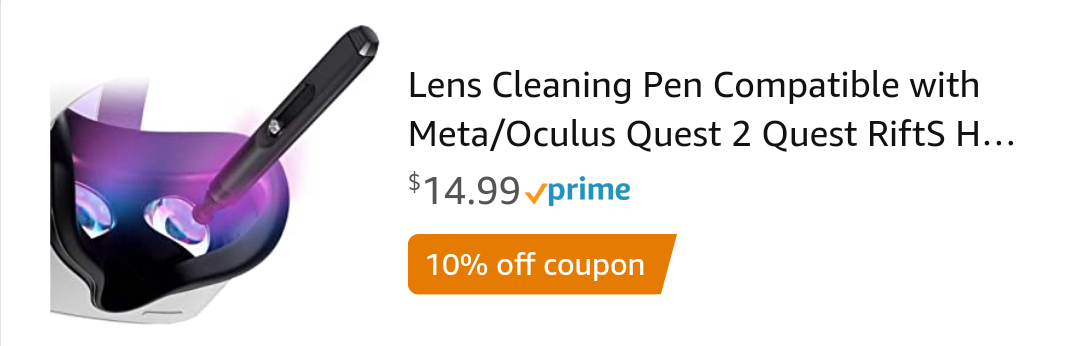 Lens Cleaning Pen Compatible with
Meta/Oculus Quest 2 Quest RiftS H...
$14.99 prime
10% off coupon